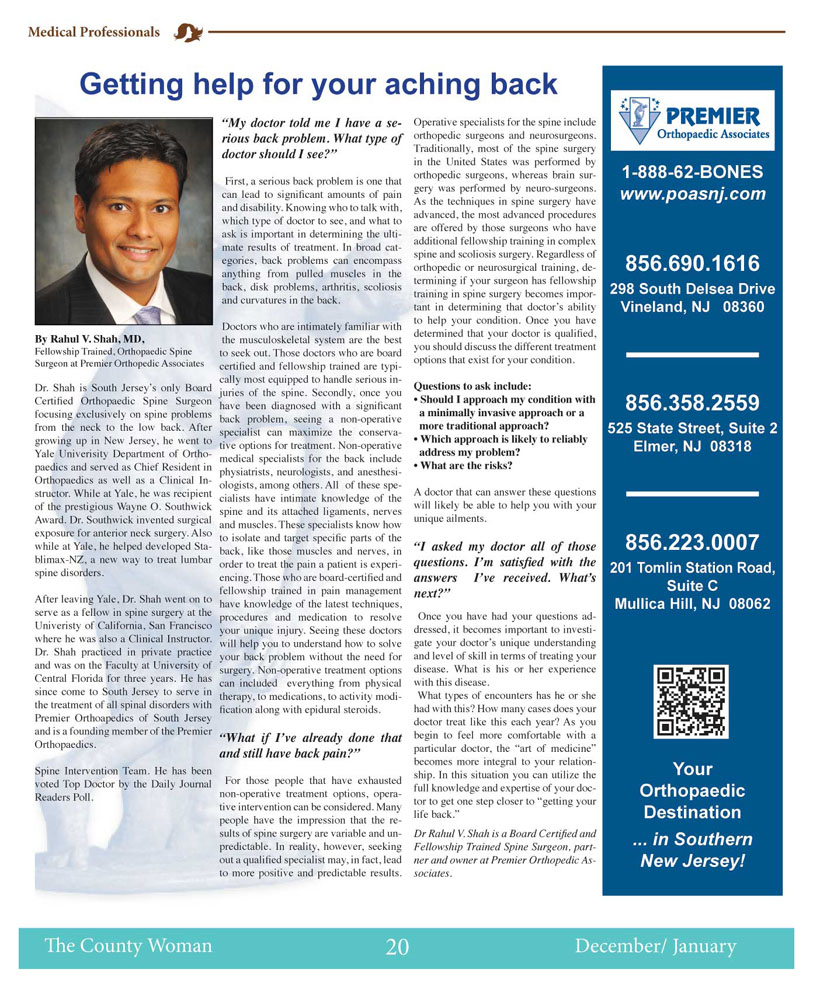 Medical Professionals
Getting help for your aching back
By Rahul V. Shah, MD,
Fellowship Trained, Orthopaedic Spine
Surgeon at Premier Orthopedic Associates
Dr. Shah is South Jersey's only Board
Certified Orthopaedic Spine Surgeon
focusing exclusively on spine problems
from the neck to the low back. After
growing up in New Jersey, he went to
Yale Univerisity Department of Ortho-
paedics and served as Chief Resident in
Orthopaedics as well as a Clinical In-
structor. While at Yale, he was recipient
of the prestigious Wayne O. Southwick
Award. Dr. Southwick invented surgical
exposure for anterior neck surgery. Also
while at Yale, he helped developed Sta-
blimax-NZ, a new way to treat lumbar
spine disorders.
After leaving Yale, Dr. Shah went on to
serve as a fellow in spine surgery at the
Univeristy of California, San Francisco
where he was also a Clinical Instructor.
Dr. Shah practiced in private practice
and was on the Faculty at University of
Central Florida for three years. He has
since come to South Jersey to serve in
the treatment of all spinal disorders with
Premier Orthoapedics of South Jersey
and is a founding member of the Premier
Orthopaedics.
Spine Intervention Team. He has been
voted Top Doctor by the Daily Journal
Readers Poll.
"My doctor told me I have a se-
rious back problem. What type of
doctor should I see?"
First, a serious back problem is one that
can lead to significant amounts of pain
and disability. Knowing who to talk with,
which type of doctor to see, and what to
ask is important in determining the ulti-
mate results of treatment. In broad cat-
egories, back problems can encompass
anything from pulled muscles in the
back, disk problems, arthritis, scoliosis
and curvatures in the back.
Doctors who are intimately familiar with
the musculoskeletal system are the best
to seek out. Those doctors who are board
certified and fellowship trained are typi-
cally most equipped to handle serious in-
juries of the spine. Secondly, once you
have been diagnosed with a significant
back problem, seeing a non-operative
specialist can maximize the conserva-
tive options for treatment. Non-operative
medical specialists for the back include
physiatrists, neurologists, and anesthesi-
ologists, among others. All of these spe-
cialists have intimate knowledge of the
spine and its attached ligaments, nerves
and muscles. These specialists know how
to isolate and target specific parts of the
back, like those muscles and nerves, in
order to treat the pain a patient is experi-
encing. Those who are board-certified and
fellowship trained in pain management
have knowledge of the latest techniques,
procedures and medication to resolve
your unique injury. Seeing these doctors
will help you to understand how to solve
your back problem without the need for
surgery. Non-operative treatment options
can included everything from physical
therapy, to medications, to activity modi-
fication along with epidural steroids.
"What if I've already done that
and still have back pain?"
For those people that have exhausted
non-operative treatment options, opera-
tive intervention can be considered. Many
people have the impression that the re-
sults of spine surgery are variable and un-
predictable. In reality, however, seeking
out a qualified specialist may, in fact, lead
to more positive and predictable results.
Operative specialists for the spine include
orthopedic surgeons and neurosurgeons.
Traditionally, most of the spine surgery
in the United States was performed by
orthopedic surgeons, whereas brain sur-
gery was performed by neuro-surgeons.
As the techniques in spine surgery have
advanced, the most advanced procedures
are offered by those surgeons who have
additional fellowship training in complex
spine and scoliosis surgery. Regardless of
orthopedic or neurosurgical training, de-
termining if your surgeon has fellowship
training in spine surgery becomes impor-
tant in determining that doctor's ability
to help your condition. Once you have
determined that your doctor is qualified,
you should discuss the different treatment
options that exist for your condition.
Questions to ask include:
• Should I approach my condition with
a minimally invasive approach or a
more traditional approach?
• Which approach is likely to reliably
address my problem?
• What are the risks?
A doctor that can answer these questions
will likely be able to help you with your
unique ailments.
"I asked my doctor all of those
questions. I'm satisfied with the
answers I've received. What's
next?"
Once you have had your questions ad-
dressed, it becomes important to investi-
gate your doctor's unique understanding
and level of skill in terms of treating your
disease. What is his or her experience
with this disease.
What types of encounters has he or she
had with this? How many cases does your
doctor treat like this each year? As you
begin to feel more comfortable with a
particular doctor, the "art of medicine"
becomes more integral to your relation-
ship. In this situation you can utilize the
full knowledge and expertise of your doc-
tor to get one step closer to "getting your
life back."
Dr Rahul V. Shah is a Board Certified and
Fellowship Trained Spine Surgeon, part-
ner and owner at Premier Orthopedic As-
sociates.
PREMIER
Orthopaedic Associates
1-888-62-BONES
www.poasnj.com
856.690.1616
298 South Delsea Drive
Vineland, NJ 08360
856.358.2559
525 State Street, Suite 2
Elmer, NJ 08318
856.223.0007
201 Tomlin Station Road,
Suite C
Mullica Hill, NJ 08062
Your
Orthopaedic
Destination
... in Southern
New Jersey!
The County Woman
20
December/ January